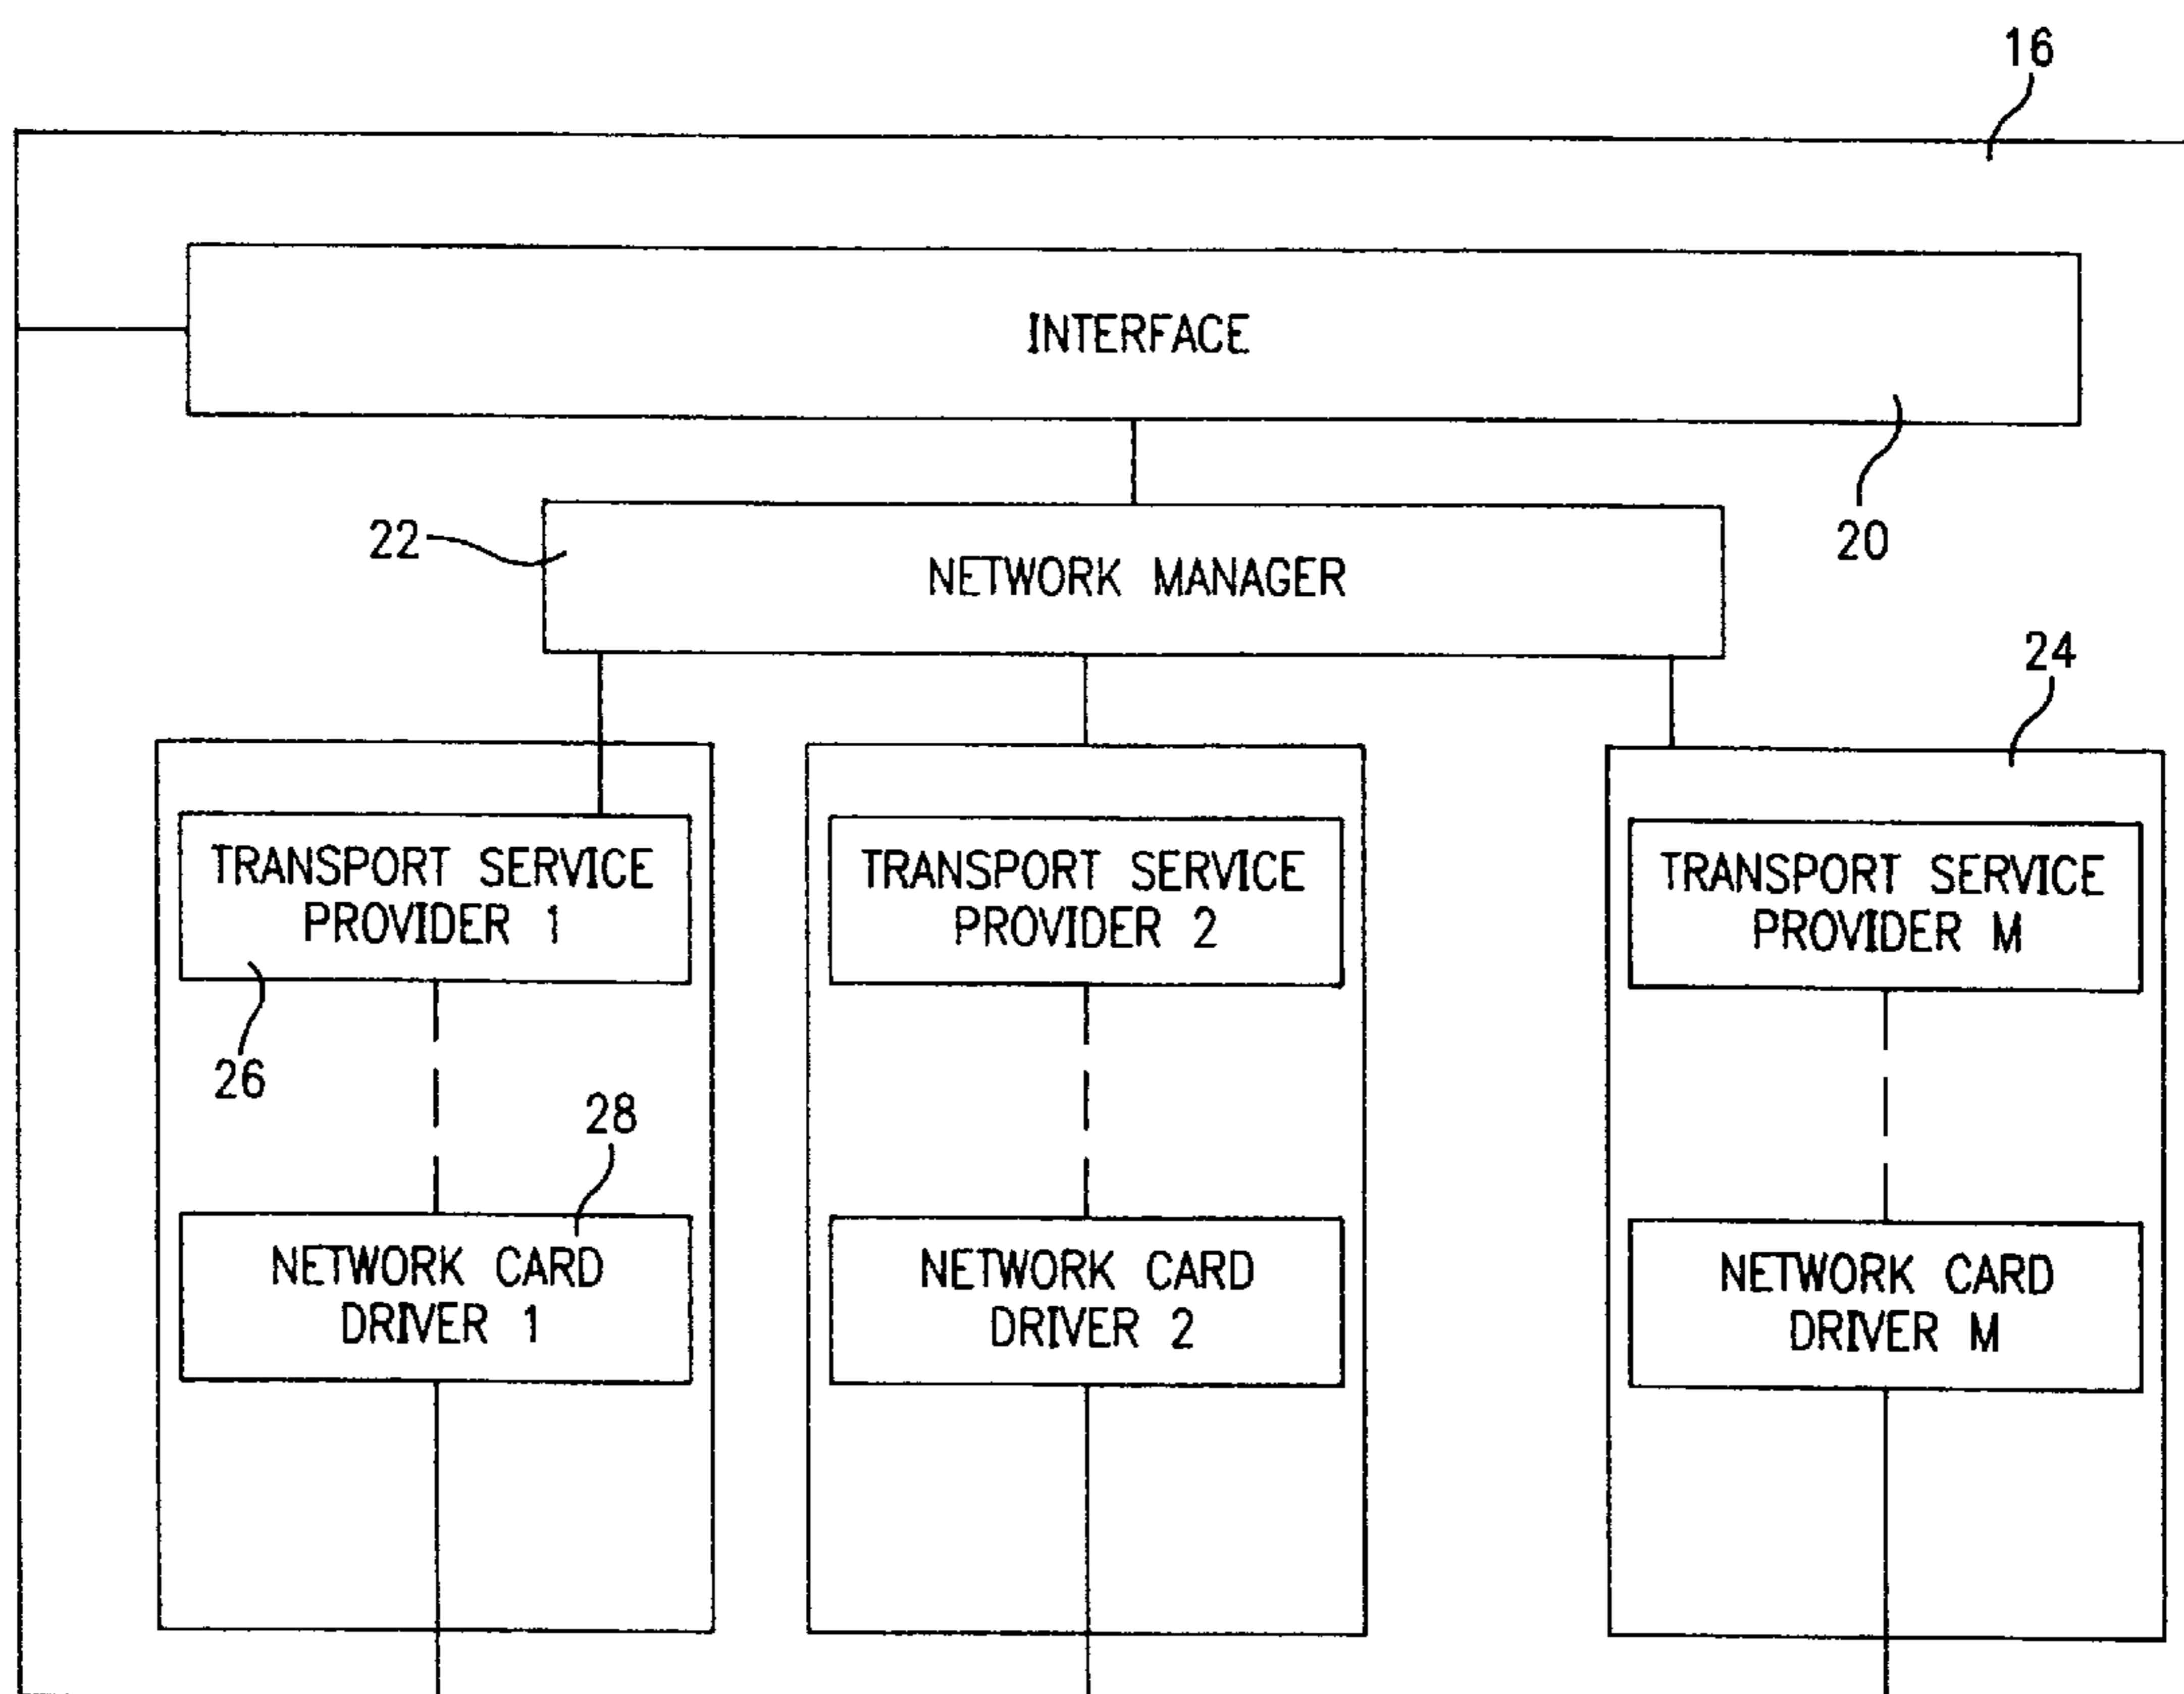 16
INTERFACE
20
22
NETWORK MANAGER
24
TRANSPORT SERVICE
PROVIDER 1
TRANSPORT SERVICE
PROVIDER 2
TRANSPORT SERVICE
PROVIDER M
26
28
NETWORK CARD
DRIVER 1
NETWORK CARD
DRIVER 2
NETWORK CARD
DRIVER M